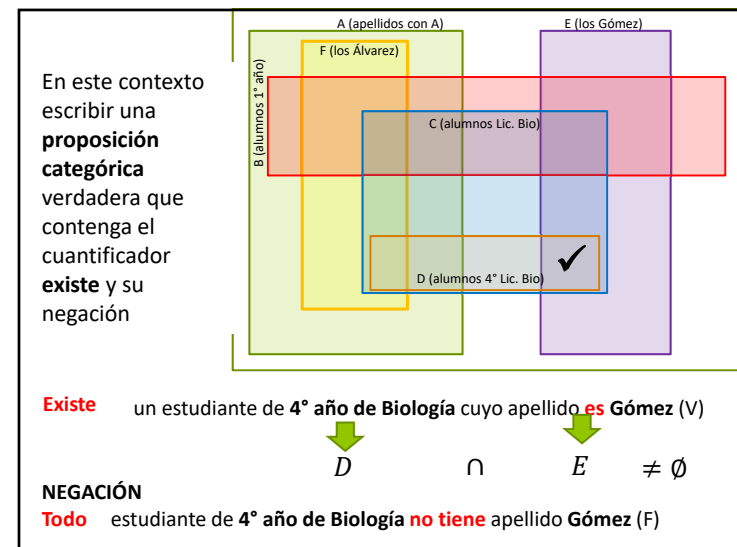 A (apellidos con A)
E (los Gómez)
F (los Álvarez)
B (alumnos 1° año)
C (alumnos Lic. Bio)
✓
D (alumnos 4° Lic. Bio)
En este contexto
escribir una
proposición
categórica
verdadera que
contenga el
cuantificador
existe y su
negación
Existe un estudiante de 4° año de Biología cuyo apellido es Gómez (V)
D ∩ E ≠ ∅
NEGACIÓN
Todo estudiante de 4° año de Biología no tiene apellido Gómez (F)